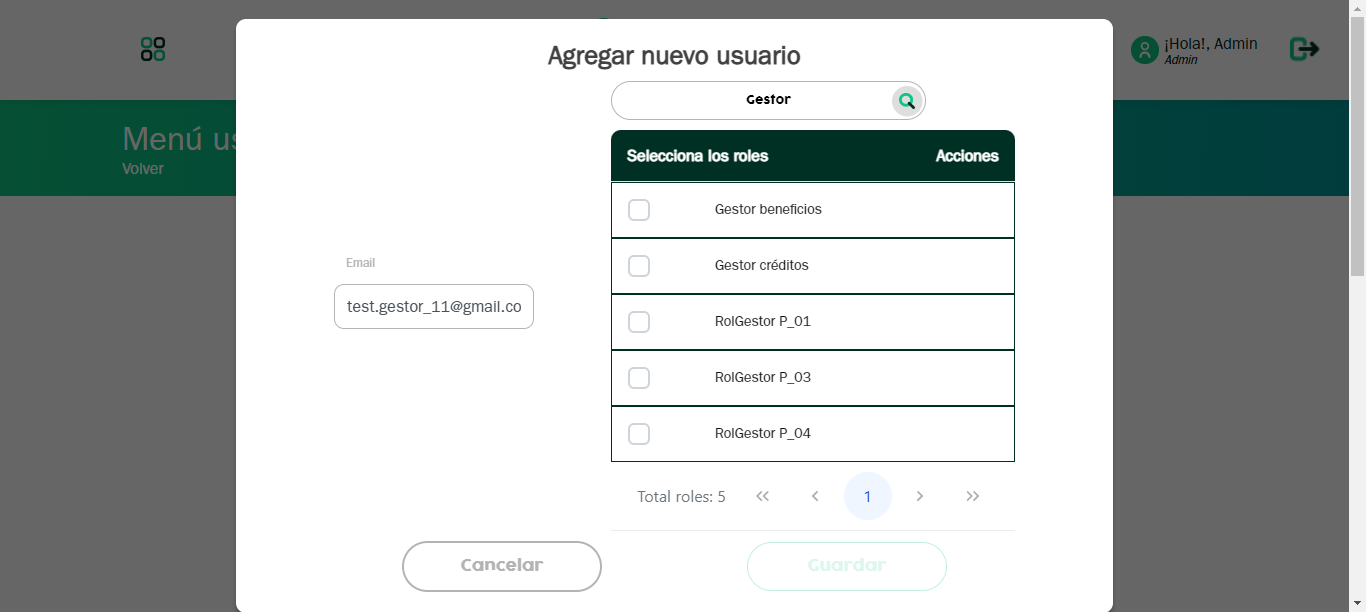 ¡Hola!, Admin
Admin
Menú us
Volver
Agregar nuevo usuario
Gestor
Selecciona los roles Acciones
Gestor beneficios
Gestor créditos
RolGestor P_01
RolGestor P_03
RolGestor P_04
Email
test.gestor_11@gmail.co
Total roles: 5 << < 1 > >>
Cancelar Guardar